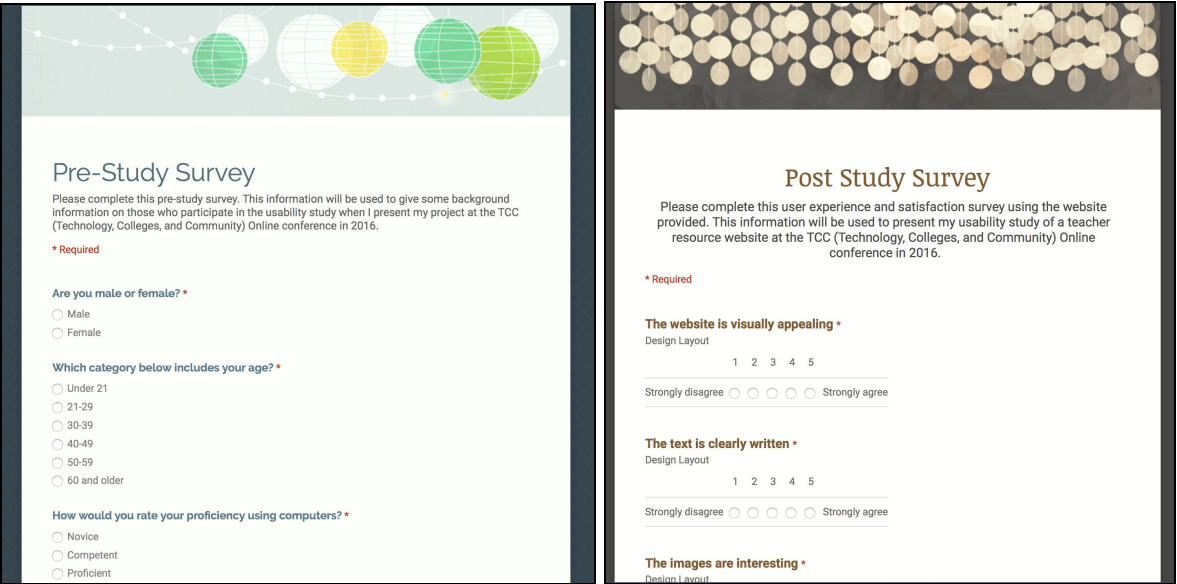 Pre-Study Survey
Please complete this pre-study survey. This information will be used to give some background
information on those who participate in the usability study when I present my project at the TCC
(Technology, Colleges, and Community) Online conference in 2016.
* Required
Are you male or female? *
Male
Female
Which category below includes your age? *
Under 21
21-29
30-39
40-49
50-59
60 and older
How would you rate your proficiency using computers? *
Novice
Competent
Proficient
Post Study Survey
Please complete this user experience and satisfaction survey using the website
provided. This information will be used to present my usability study of a teacher
resource website at the TCC (Technology, Colleges, and Community) Online
conference in 2016.
* Required
The website is visually appealing *
Design Layout
1 2 3 4 5
Strongly disagree Strongly agree
The text is clearly written *
Design Layout
1 2 3 4 5
Strongly disagree Strongly agree
The images are interesting *
Design Layout